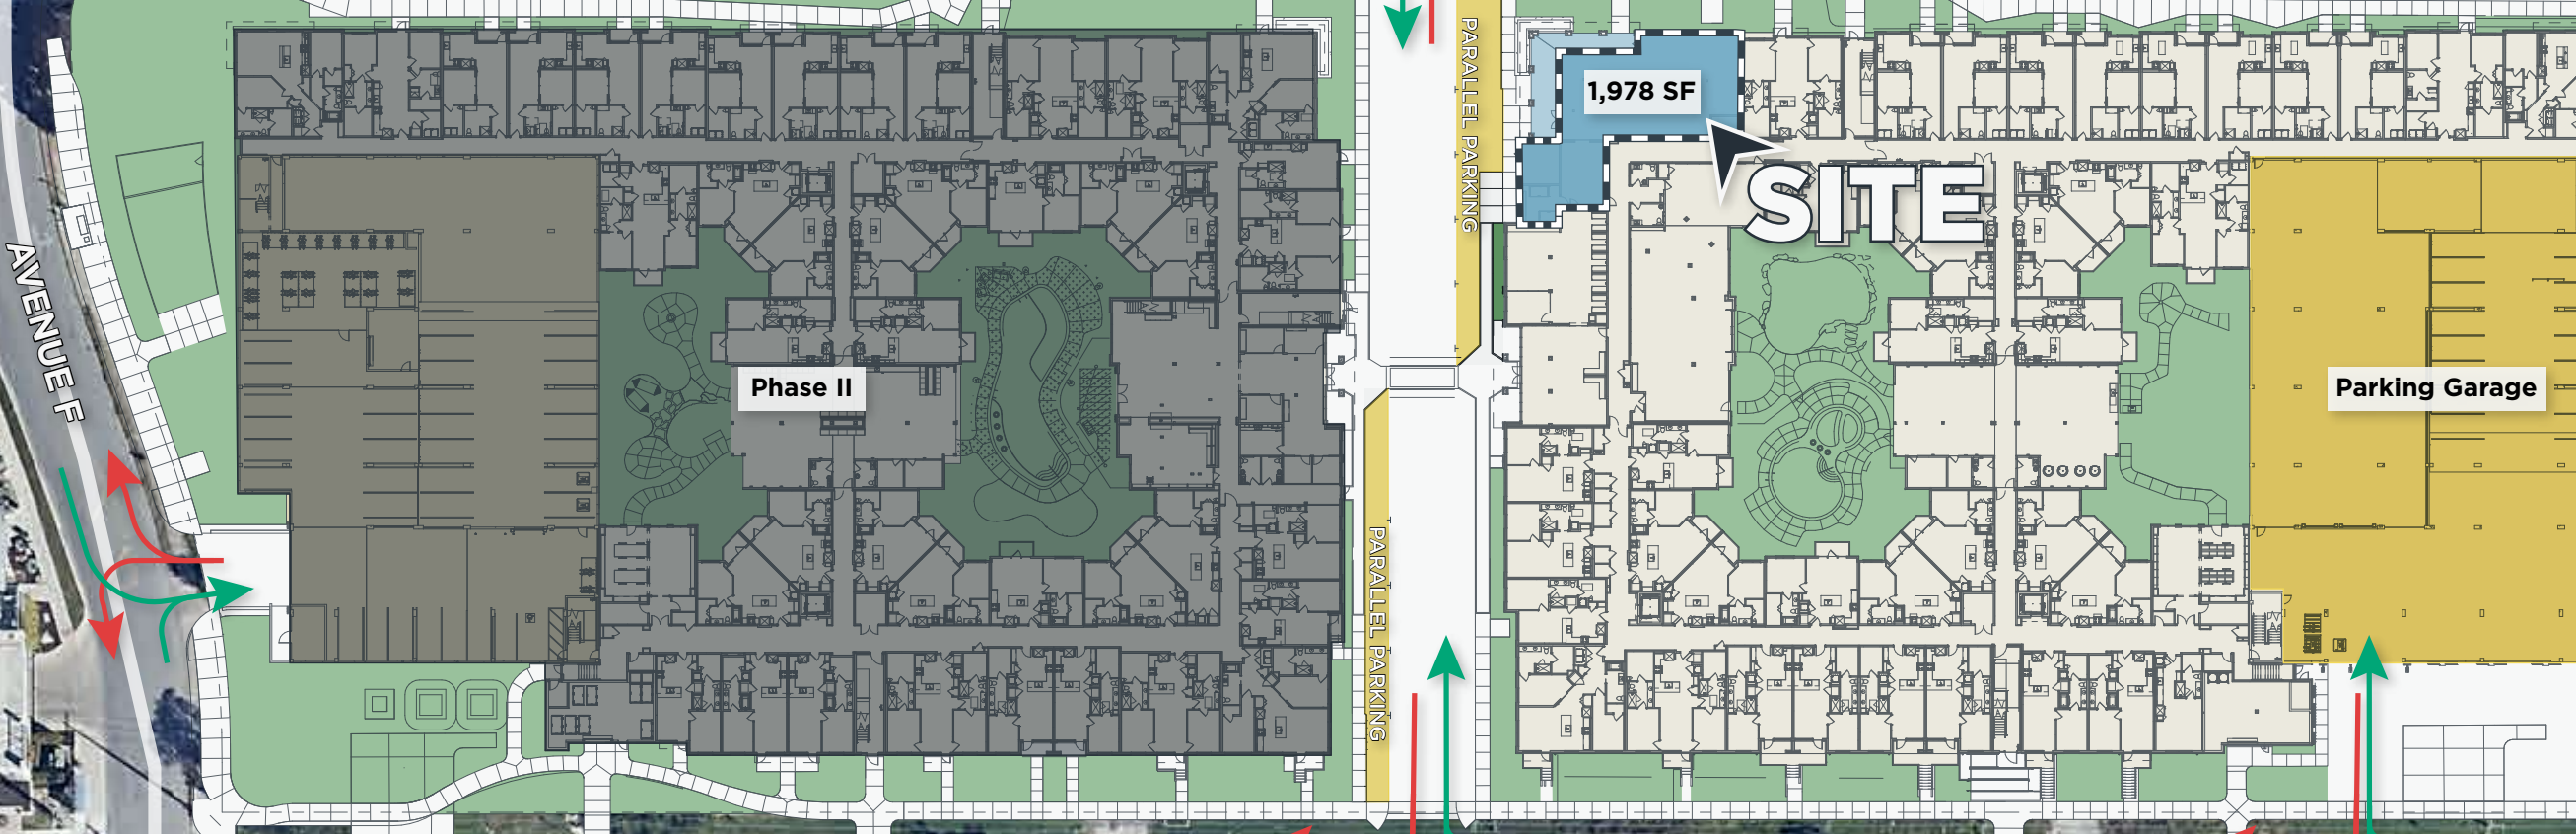 PARALLEL PARKING
1,978 SF
SITE
AVENUE F
Phase II
Parking Garage
PARALLEL PARKING